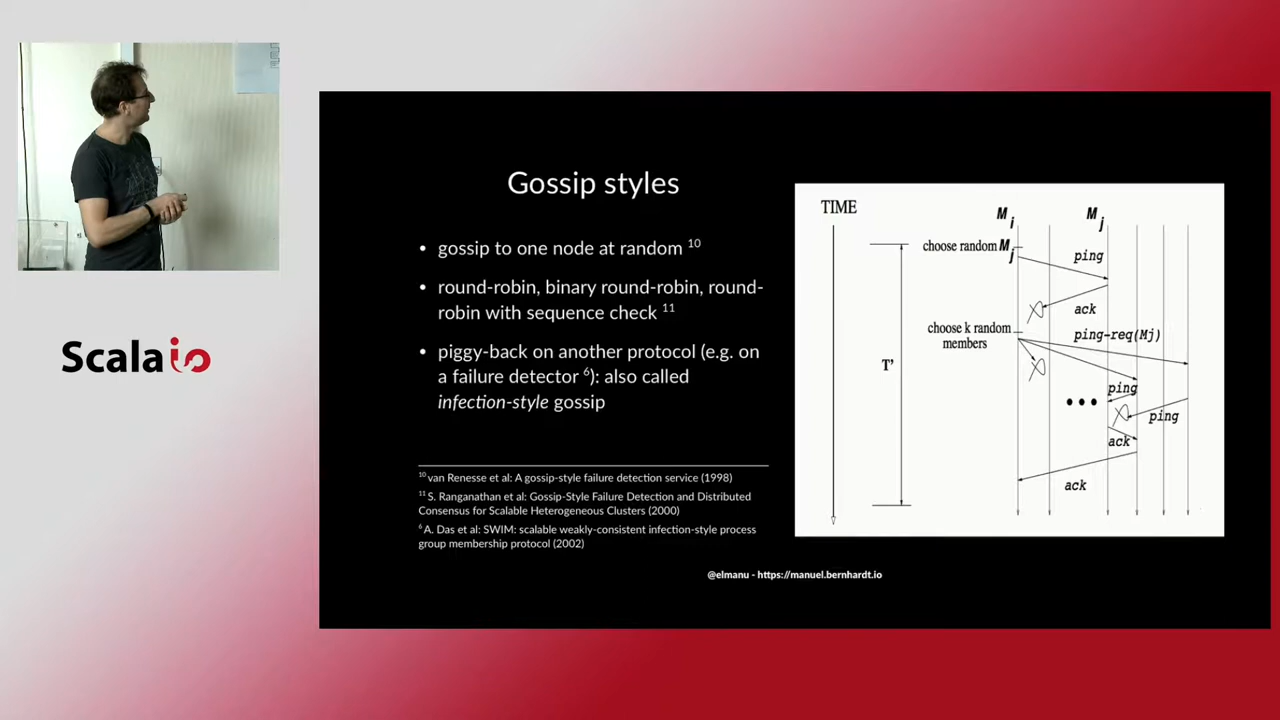 Scala io
Gossip styles
• gossip to one node at random 10
• round-robin, binary round-robin, round-
robin with sequence check 11
• piggy-back on another protocol (e.g. on
a failure detector 6): also called
infection-style gossip
10 van Renesse et al: A gossip-style failure detection service (1998)
11 S. Ranganathan et al: Gossip-Style Failure Detection and Distributed
Consensus for Scalable Heterogeneous Clusters (2000)
6 A. Das et al: SWIM: scalable weakly-consistent infection-style process
group membership protocol (2002)
TIME
Mi
Mj
choose random Mj
ping
ack
choose k random
members
ping-req(Mj)
T'
ping
ping
ack
ack
@elmanu - https://manuel.bernhardt.io